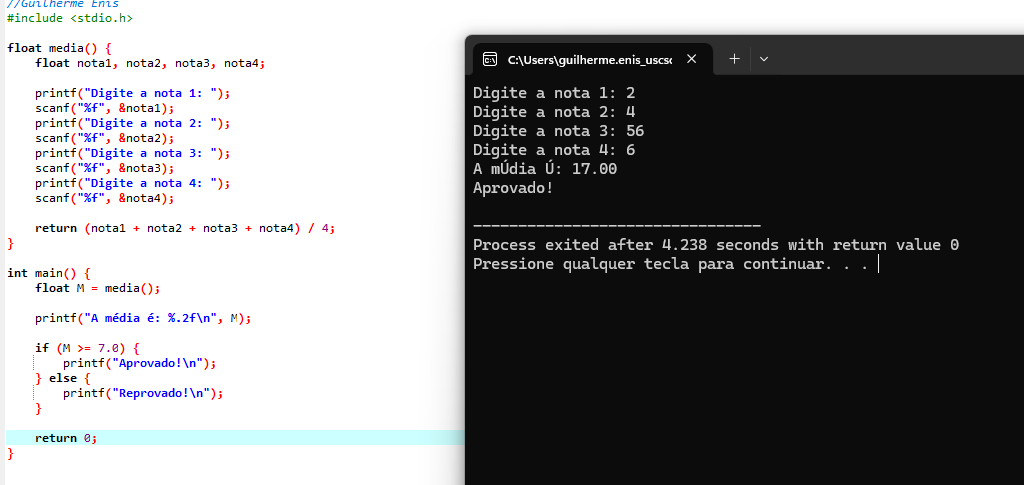 //Guilherme Enis
#include <stdio.h>
float media() {
float nota1, nota2, nota3, nota4;
printf("Digite a nota 1: ");
scanf("%f", &nota1);
printf("Digite a nota 2: ");
scanf("%f", &nota2);
printf("Digite a nota 3: ");
scanf("%f", &nota3);
printf("Digite a nota 4: ");
scanf("%f", &nota4);
return (nota1 + nota2 + nota3 + nota4) / 4;
}
int main() {
float M = media();
printf("A média é: %.2f\n", M);
if (M >= 7.0) {
printf("Aprovado!\n");
} else {
printf("Reprovado!\n");
}
return 0;
}
C:\Users\guilherme.enis_uscsc
Digite a nota 1: 2
Digite a nota 2: 4
Digite a nota 3: 56
Digite a nota 4: 6
A mÚdia Ú: 17.00
Aprovado!
--------------------------------
Process exited after 4.238 seconds with return value 0
Pressione qualquer tecla para continuar. . .